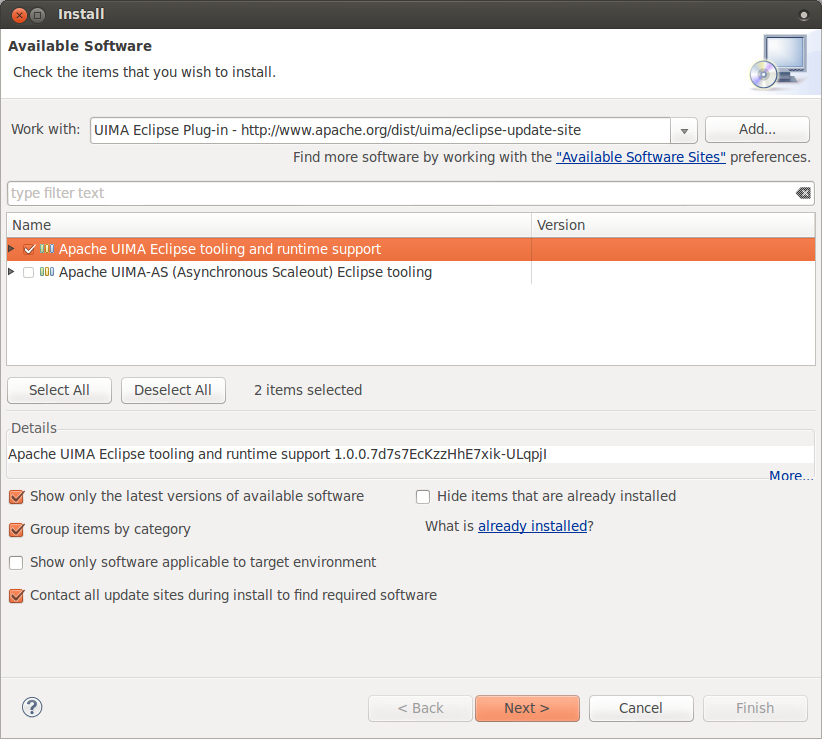 Install
Available Software
Check the items that you wish to install.
Work with: UIMA Eclipse Plug-in - http://www.apache.org/dist/uima/eclipse-update-site Add...
Find more software by working with the "Available Software Sites" preferences.
type filter text
Name Version
Apache UIMA Eclipse tooling and runtime support
Apache UIMA-AS (Asynchronous Scaleout) Eclipse tooling
Select All Deselect All 2 items selected
Details
Apache UIMA Eclipse tooling and runtime support 1.0.0.7d7s7EcKzzHhE7xik-ULqpjI
More...
Show only the latest versions of available software Hide items that are already installed
Group items by category What is already installed?
Show only software applicable to target environment
Contact all update sites during install to find required software
? < Back Next > Cancel Finish